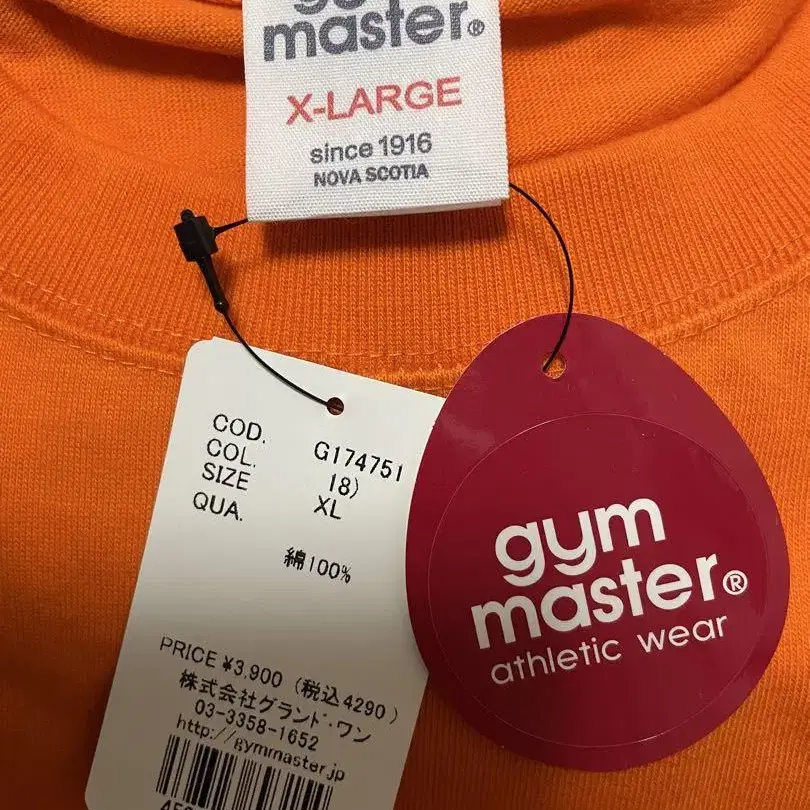 gym
master®
X-LARGE
since 1916
NOVA SCOTIA
COD. G174751
COL. 18)
SIZE XL
QUA.
綿100%
PRICE ¥3,900 (税込4290)
株式会社グランド・ワン
03-3358-1652
http://gymmaster.jp
gym
master®
athletic wear